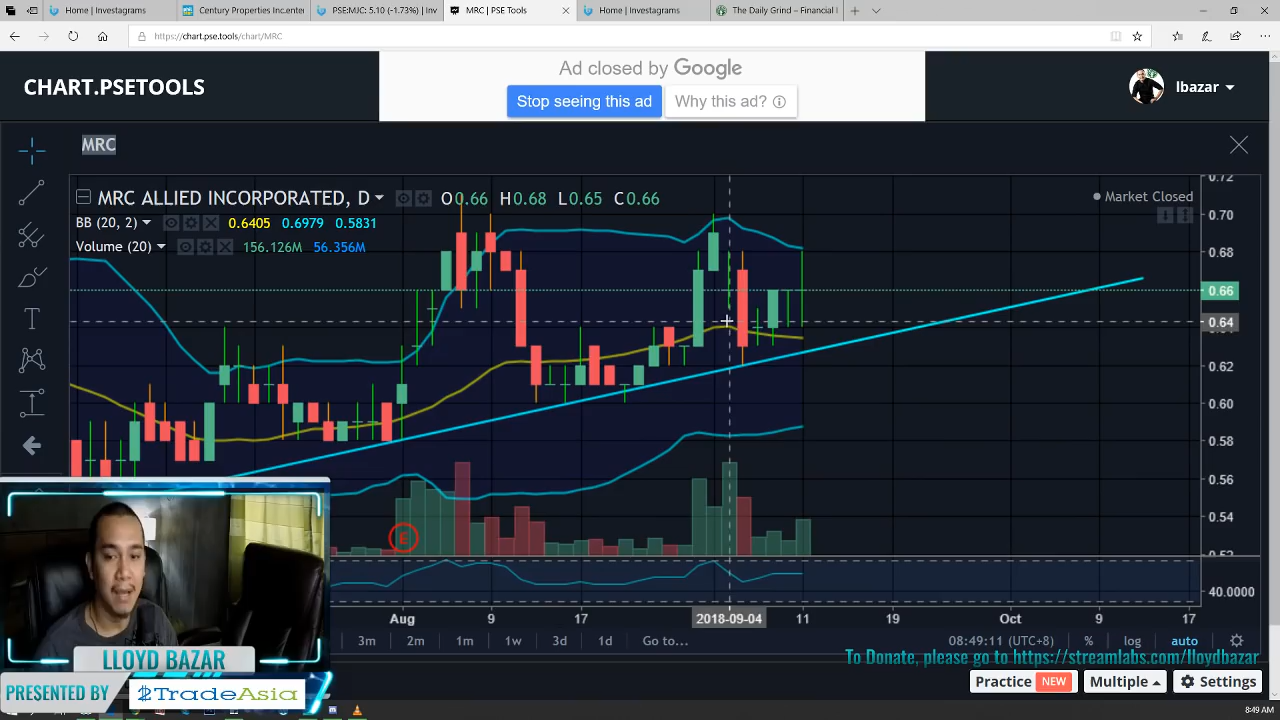 Home | Investagrams
Century Properties Incenter
PSE:MIC 5.10 (-1.73%) | Inv
MRC | PSE Tools
Home | Investagrams
The Daily Grind – Financial
https://chart.pse.tools/chart/MRC
CHART.PSETOOLS
Ad closed by Google
Stop seeing this ad
Why this ad?
lbazar
MRC
MRC ALLIED INCORPORATED, D
O0.66 H0.68 L0.65 C0.66
Market Closed
BB (20, 2) 0.6405 0.6979 0.5831
Volume (20) 156.126M 56.356M
0.72
0.70
0.68
0.66
0.64
0.62
0.60
0.58
0.56
0.54
0.52
E
40.0000
Aug 9 17 2018-09-04 11 19 Oct 9 17
3m 2m 1m 1w 3d 1d Go to...
08:49:11 (UTC+8) % log auto
To Donate, please go to https://streamlabs.com/lloydbazar
LLOYD BAZAR
PRESENTED BY
$TradeAsia
Practice NEW
Multiple
Settings
8:49 AM